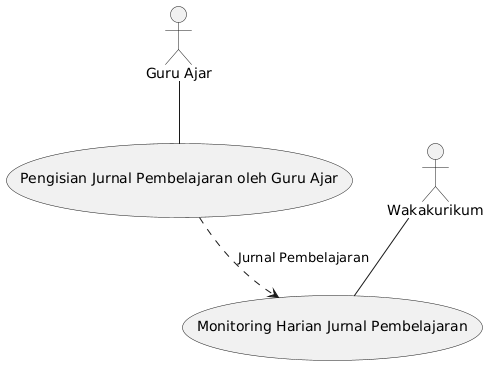 Guru Ajar
Pengisian Jurnal Pembelajaran oleh Guru Ajar
Wakakurikum
Jurnal Pembelajaran
Monitoring Harian Jurnal Pembelajaran